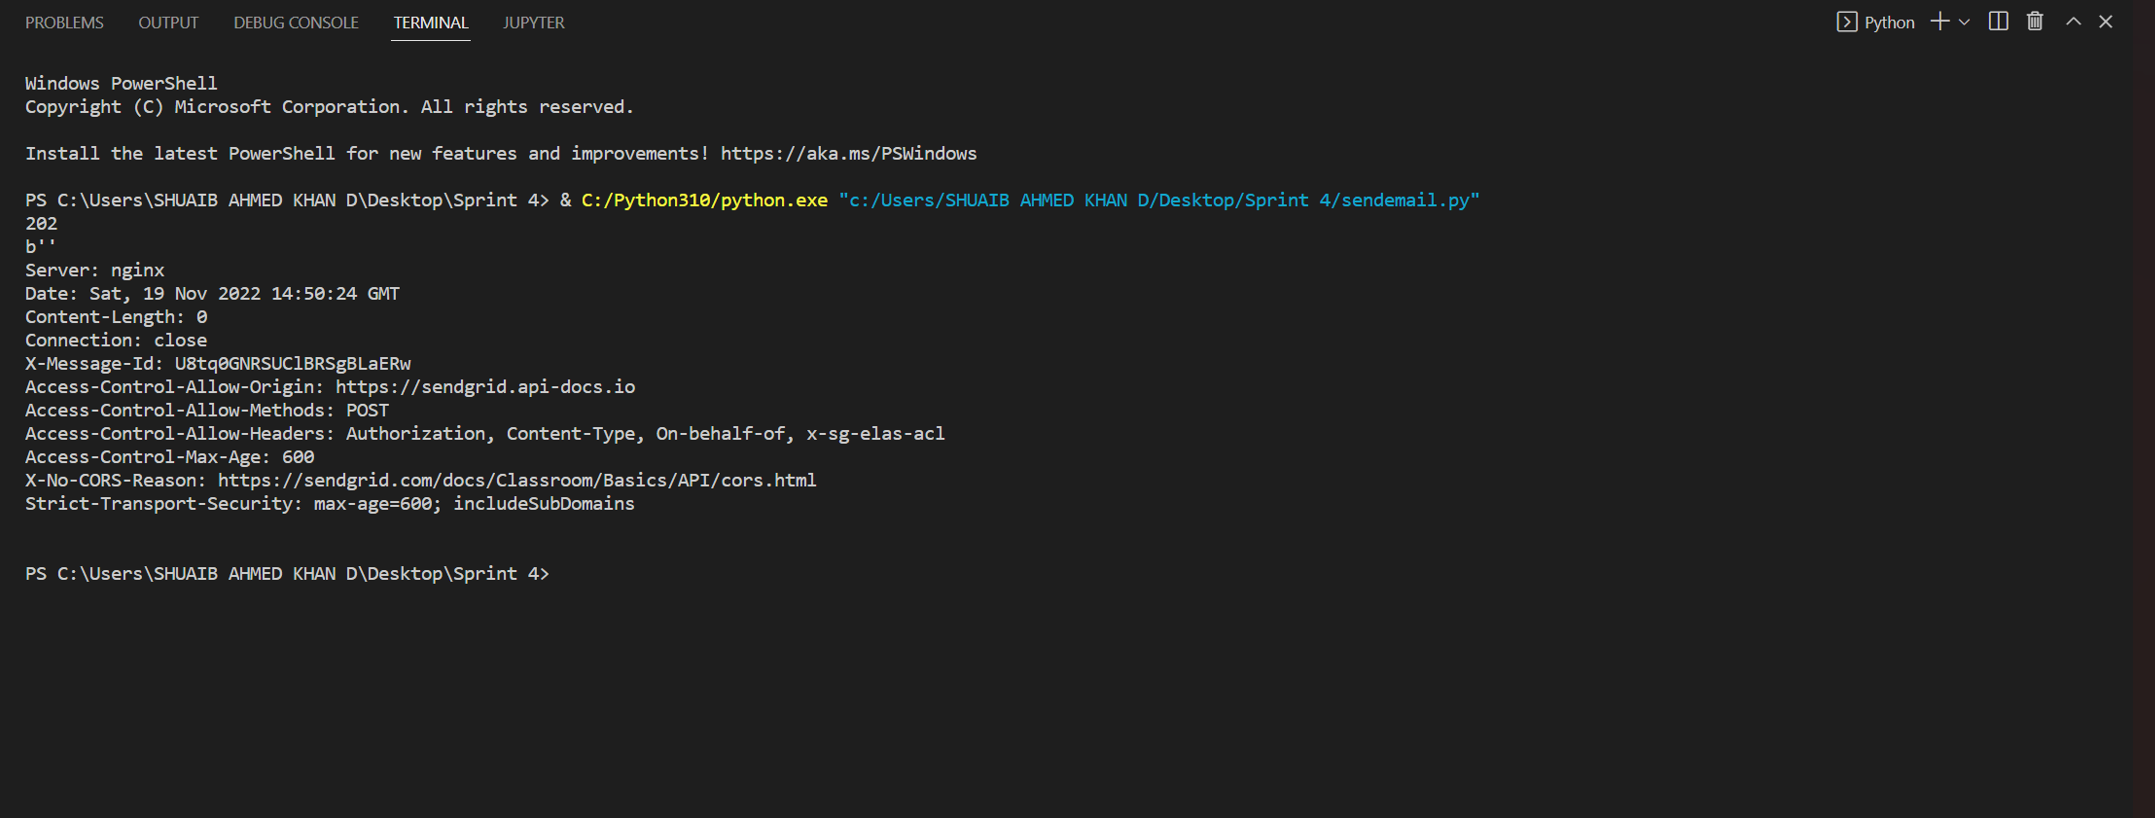 PROBLEMS OUTPUT DEBUG CONSOLE TERMINAL JUPYTER Python
Windows PowerShell
Copyright (C) Microsoft Corporation. All rights reserved.
Install the latest PowerShell for new features and improvements! https://aka.ms/PSWindows
PS C:\Users\SHUAIB AHMED KHAN D\Desktop\Sprint 4> & C:/Python310/python.exe "c:/Users/SHUAIB AHMED KHAN D/Desktop/Sprint 4/sendemail.py"
202
b''
Server: nginx
Date: Sat, 19 Nov 2022 14:50:24 GMT
Content-Length: 0
Connection: close
X-Message-Id: U8tq0GNRSUClBRSgBLaERw
Access-Control-Allow-Origin: https://sendgrid.api-docs.io
Access-Control-Allow-Methods: POST
Access-Control-Allow-Headers: Authorization, Content-Type, On-behalf-of, x-sg-elas-acl
Access-Control-Max-Age: 600
X-No-CORS-Reason: https://sendgrid.com/docs/Classroom/Basics/API/cors.html
Strict-Transport-Security: max-age=600; includeSubDomains
PS C:\Users\SHUAIB AHMED KHAN D\Desktop\Sprint 4>